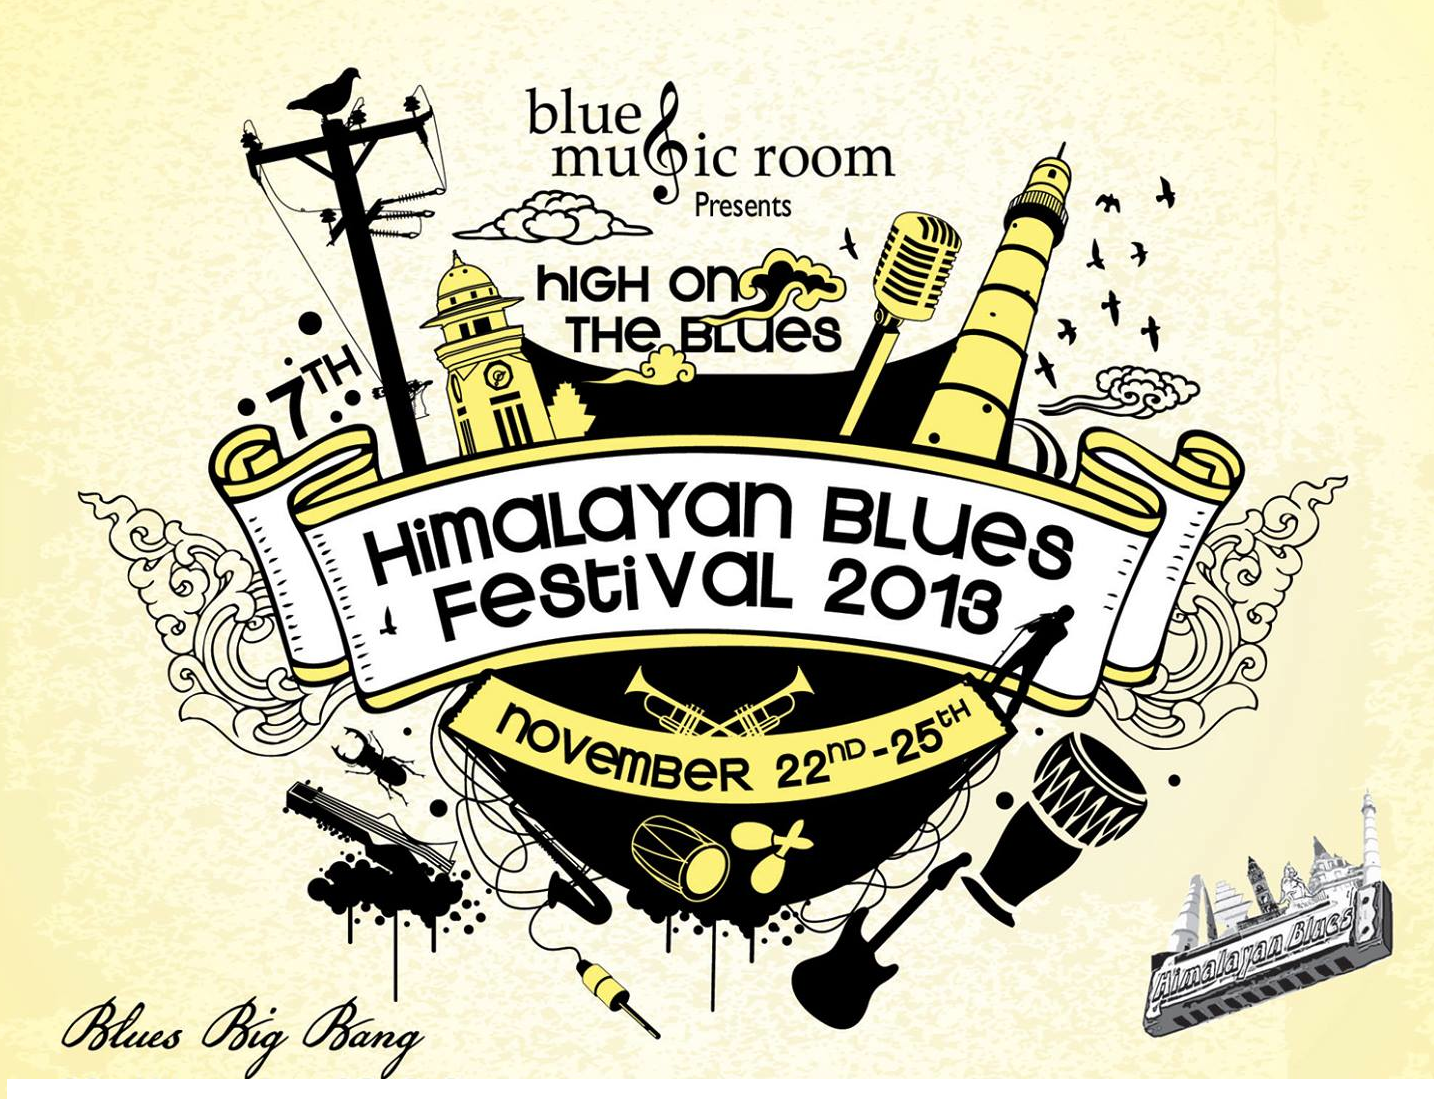 blue
music room
Presents
HIGH ON
THE BLUES
7TH
Himalayan Blues
Festival 2013
November 22ND-25TH
Himalayan Blues
Blues Big Bang